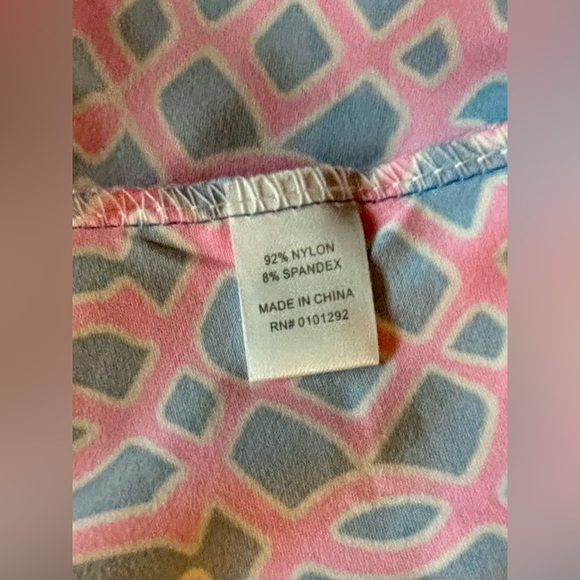 92% NYLON
8% SPANDEX
MADE IN CHINA
RN# 0101292